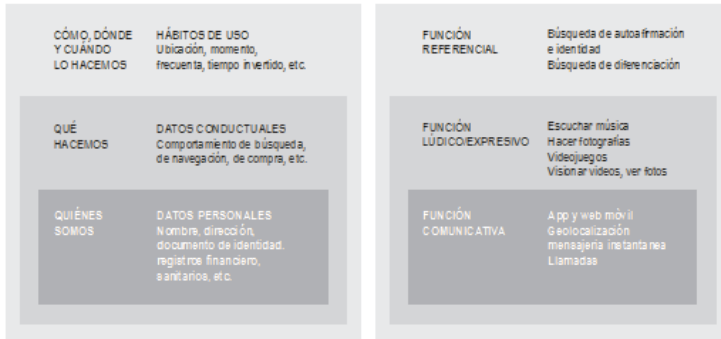 CÓMO, DÓNDE
Y CUÁNDO
LO HACEMOS
HÁBITOS DE USO
Ubicación, momento,
frecuenta, tiempo invertido, etc.
QUÉ
HACEMOS
DATOS CONDUCTUALES
Comportamiento de búsqueda,
de navegación, de compra, etc.
QUIÉNES
SOMOS
DATOS PERSONALES
Nombre, dirección,
documento de identidad.
registros financiero,
sanitarios, etc.
FUNCIÓN
REFERENCIAL
Búsqueda de autoafirmación
e identidad
Búsqueda de diferenciación
FUNCIÓN
LÚDICO/EXPRESIVO
Escuchar música
Hacer fotografías
Videojuegos
Visionar videos, ver fotos
FUNCIÓN
COMUNICATIVA
App y web móvil
Geolocalización
mensajeria instantanea
Llamadas